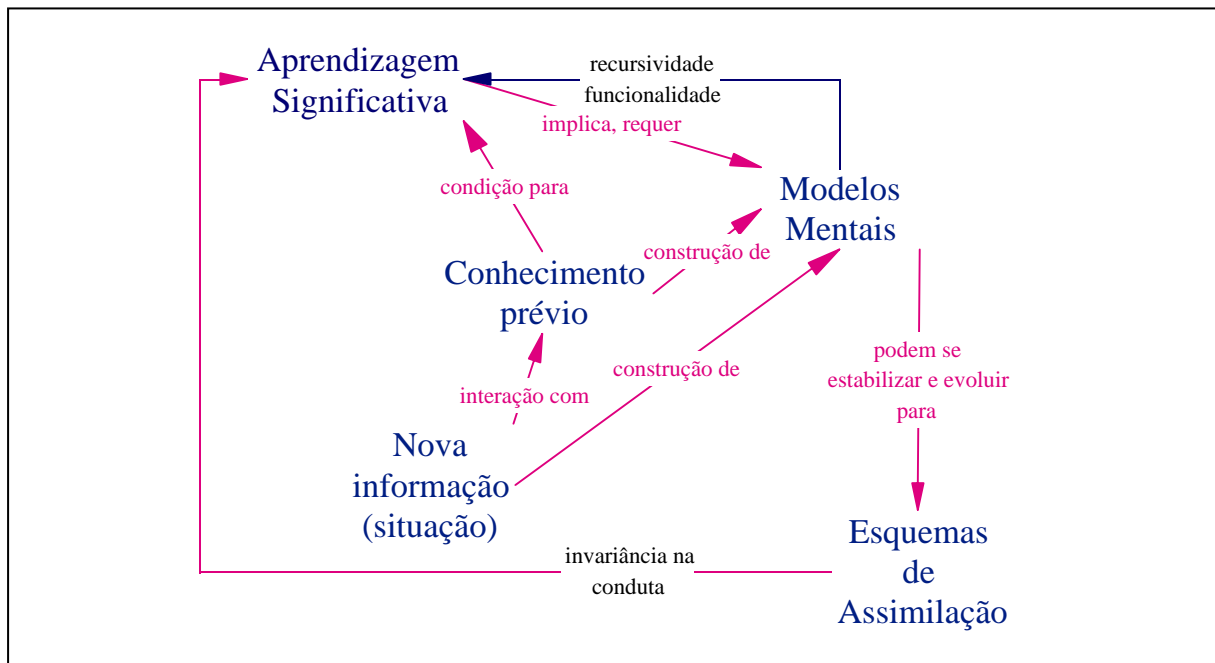 Aprendizagem
Significativa
recursividade
funcionalidade
implica, requer
condição para
Modelos
Mentais
construção de
Conhecimento
prévio
construção de
podem se
estabilizar e evoluir
para
interação com
Nova
informação
(situação)
invariância na
conduta
Esquemas
de
Assimilação